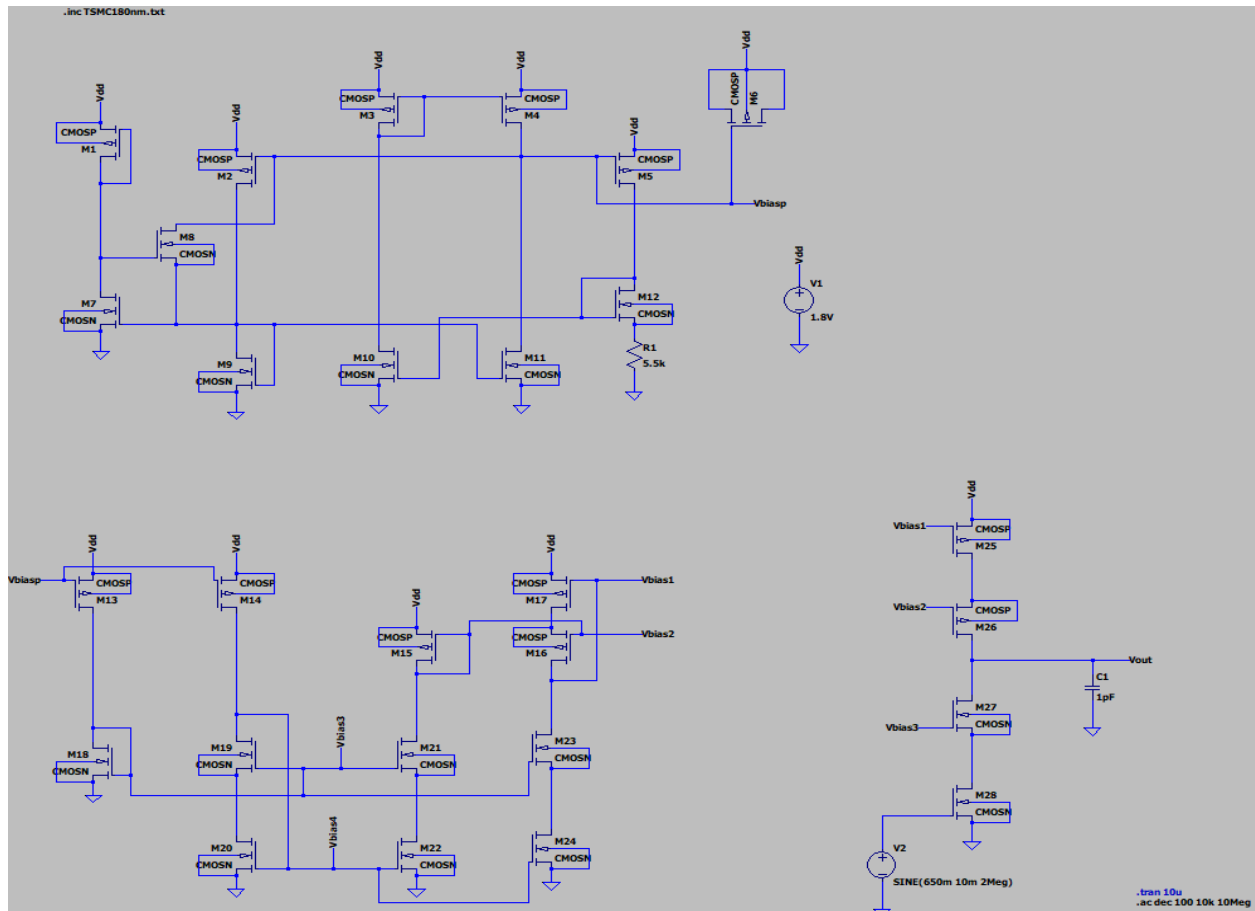 .inc TSMC180nm.txt
Vdd
CMOSP
M1
Vdd
CMOSP
M2
Vdd
CMOSP
M3
Vdd
CMOSP
M4
Vdd
CMOSP
M5
Vdd
CMOSP
M6
Vbiasp
M8
CMOSN
M7
CMOSN
M9
CMOSN
M10
CMOSN
M11
CMOSN
M12
CMOSN
R1
5.5k
Vdd
V1
1.8V
Vbiasp
Vdd
CMOSP
M13
Vdd
CMOSP
M14
Vdd
CMOSP
M15
Vdd
CMOSP
M17
Vbias1
CMOSP
M16
Vbias2
M18
CMOSN
M19
CMOSN
Vbias3
M21
CMOSN
M23
CMOSN
M20
CMOSN
Vbias4
M22
CMOSN
M24
CMOSN
Vdd
Vbias1
CMOSP
M25
Vbias2
CMOSP
M26
Vout
C1
1pF
Vbias3
M27
CMOSN
M28
CMOSN
V2
SINE(650m 10m 2Meg)
.tran 10u
.ac dec 100 10k 10Meg